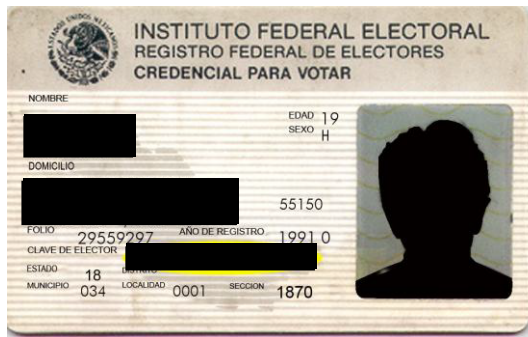 INSTITUTO FEDERAL ELECTORAL
REGISTRO FEDERAL DE ELECTORES
CREDENCIAL PARA VOTAR
NOMBRE
EDAD 19
SEXO H
DOMICILIO
55150
FOLIO 29559297 AÑO DE REGISTRO 1991 0
CLAVE DE ELECTOR
ESTADO 18 DISTRITO
MUNICIPIO 034 LOCALIDAD 0001 SECCION 1870